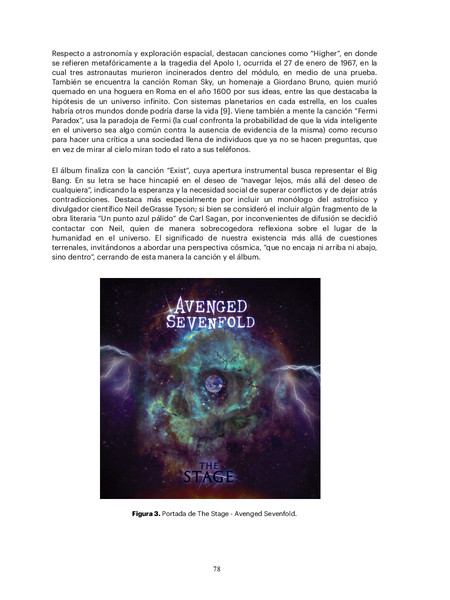 Respecto a astronomía y exploración espacial, destacan canciones como “Higher”, en donde
se refieren metafóricamente a la tragedia del Apolo I, ocurrida el 27 de enero de 1967, en la
cual tres astronautas murieron incinerados dentro del módulo, en medio de una prueba.
También se encuentra la canción Roman Sky, un homenaje a Giordano Bruno, quien murió
quemado en una hoguera en Roma en el año 1600 por sus ideas, entre las que destacaba la
hipótesis de un universo infinito. Con sistemas planetarios en cada estrella, en los cuales
habría otros mundos donde podría darse la vida [9]. Viene también a mente la canción “Fermi
Paradox”, usa la paradoja de Fermi (la cual confronta la probabilidad de que la vida inteligente
en el universo sea algo común contra la ausencia de evidencia de la misma) como recurso
para hacer una crítica a una sociedad llena de individuos que ya no se hacen preguntas, que
en vez de mirar al cielo miran todo el rato a sus teléfonos.
El álbum finaliza con la canción “Exist”, cuya apertura instrumental busca representar el Big
Bang. En su letra se hace hincapié en el deseo de “navegar lejos, más allá del deseo de
cualquiera”, indicando la esperanza y la necesidad social de superar conflictos y de dejar atrás
contradicciones. Destaca más especialmente por incluir un monólogo del astrofísico y
divulgador científico Neil deGrasse Tyson; si bien se consideró el incluir algún fragmento de la
obra literaria “Un punto azul pálido” de Carl Sagan, por inconvenientes de difusión se decidió
contactar con Neil, quien de manera sobrecogedora reflexiona sobre el lugar de la
humanidad en el universo. El significado de nuestra existencia más allá de cuestiones
terrenales, invitándonos a abordar una perspectiva cósmica, “que no encaja ni arriba ni abajo,
sino dentro”, cerrando de esta manera la canción y el álbum.
AVENGED
SEVENFOLD
THE
STAGE
Figura 3. Portada de The Stage - Avenged Sevenfold.
78